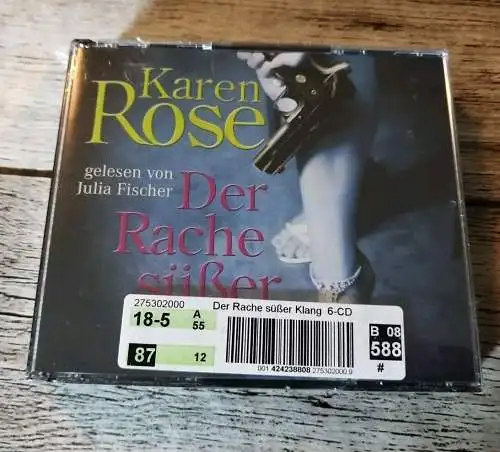 Karen
Rose
gelesen von
Julia Fischer
Der
Rache
süßer
275302000
Der Rache süßer Klang 6-CD
18-5
A
55
87
12
B 08
588
#
001 424238808 275302000 9